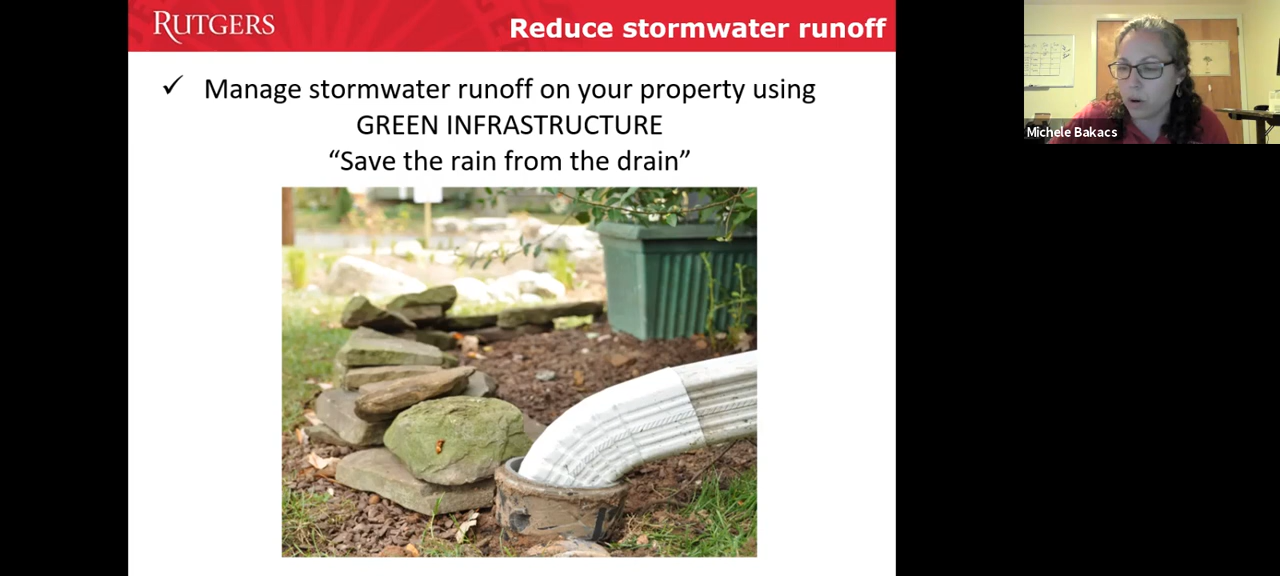 RUTGERS
Reduce stormwater runoff
✓ Manage stormwater runoff on your property using
GREEN INFRASTRUCTURE
“Save the rain from the drain”
Michele Bakacs